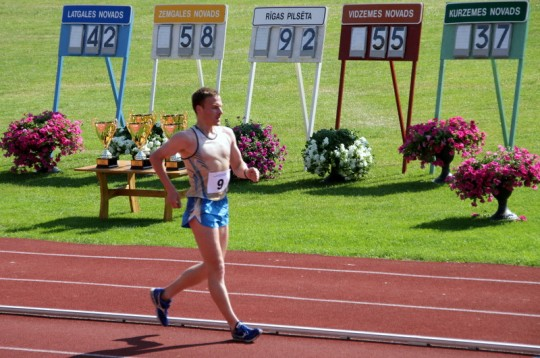 LATGALES NOVADS
42
ZEMGALES NOVADS
58
RĪGAS PILSĒTA
92
VIDZEMES NOVADS
55
KURZEMES NOVADS
37
9